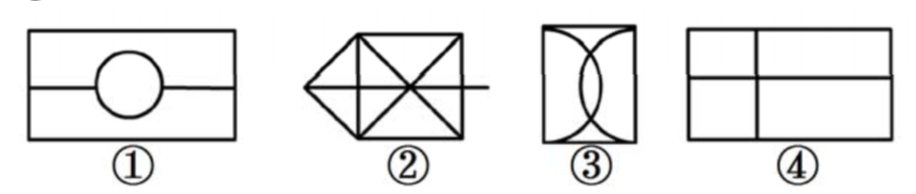 ① ② ③ ④